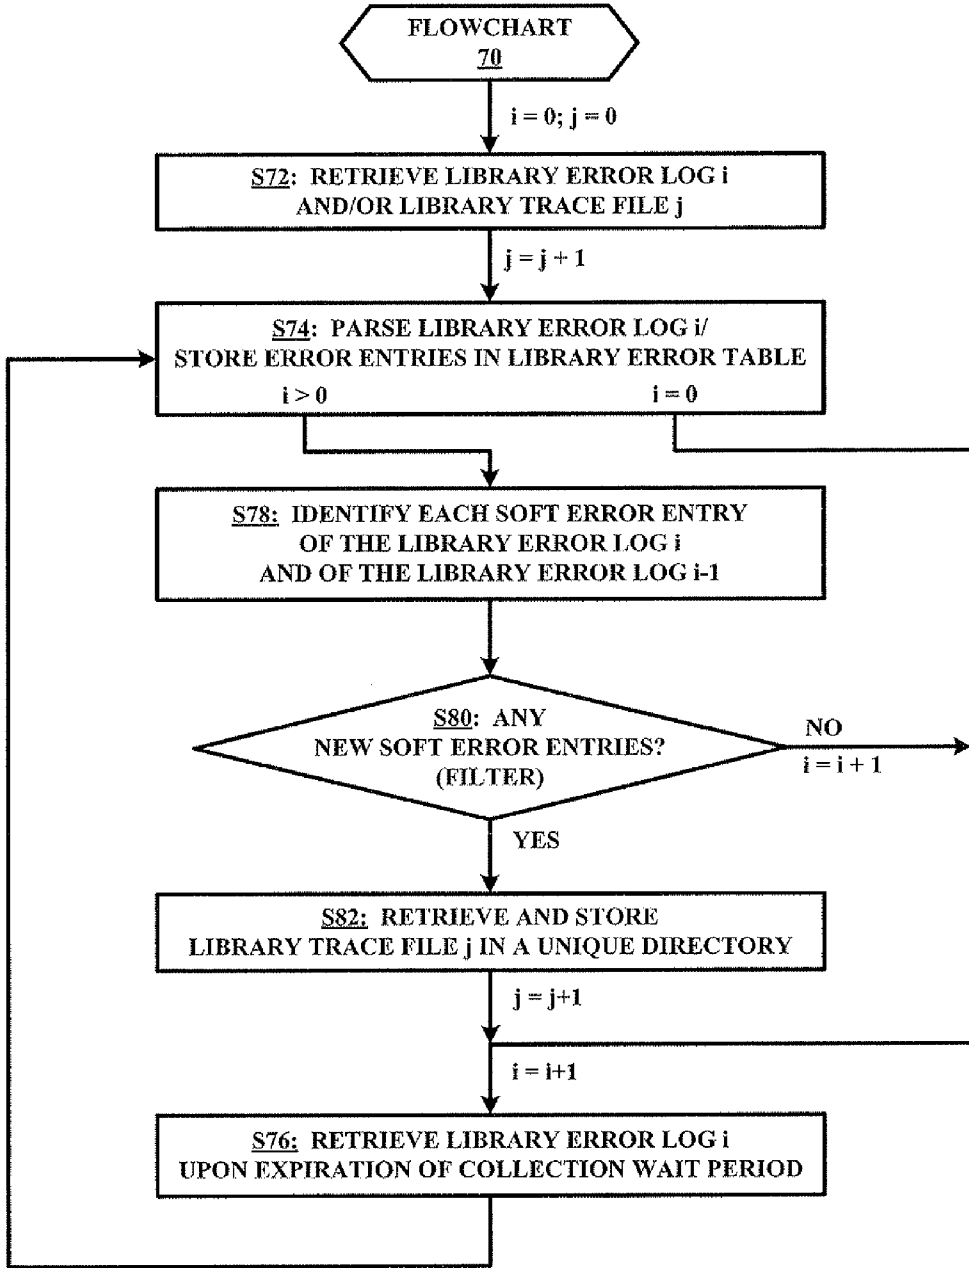 FLOWCHART
70
i = 0; j = 0
S72: RETRIEVE LIBRARY ERROR LOG i
AND/OR LIBRARY TRACE FILE j
j = j + 1
S74: PARSE LIBRARY ERROR LOG i/
STORE ERROR ENTRIES IN LIBRARY ERROR TABLE
i > 0
i = 0
S78: IDENTIFY EACH SOFT ERROR ENTRY
OF THE LIBRARY ERROR LOG i
AND OF THE LIBRARY ERROR LOG i-1
S80: ANY
NEW SOFT ERROR ENTRIES?
(FILTER)
NO
i = i + 1
YES
S82: RETRIEVE AND STORE
LIBRARY TRACE FILE j IN A UNIQUE DIRECTORY
j = j+1
i = i+1
S76: RETRIEVE LIBRARY ERROR LOG i
UPON EXPIRATION OF COLLECTION WAIT PERIOD